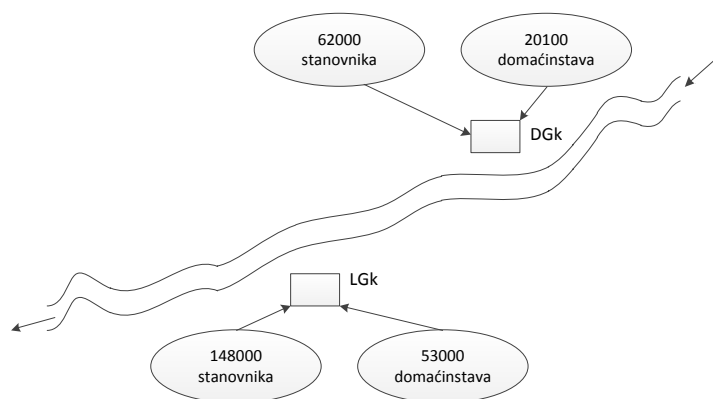 62000
stanovnika
20100
domaćinstava
DGk
LGk
148000
stanovnika
53000
domaćinstava